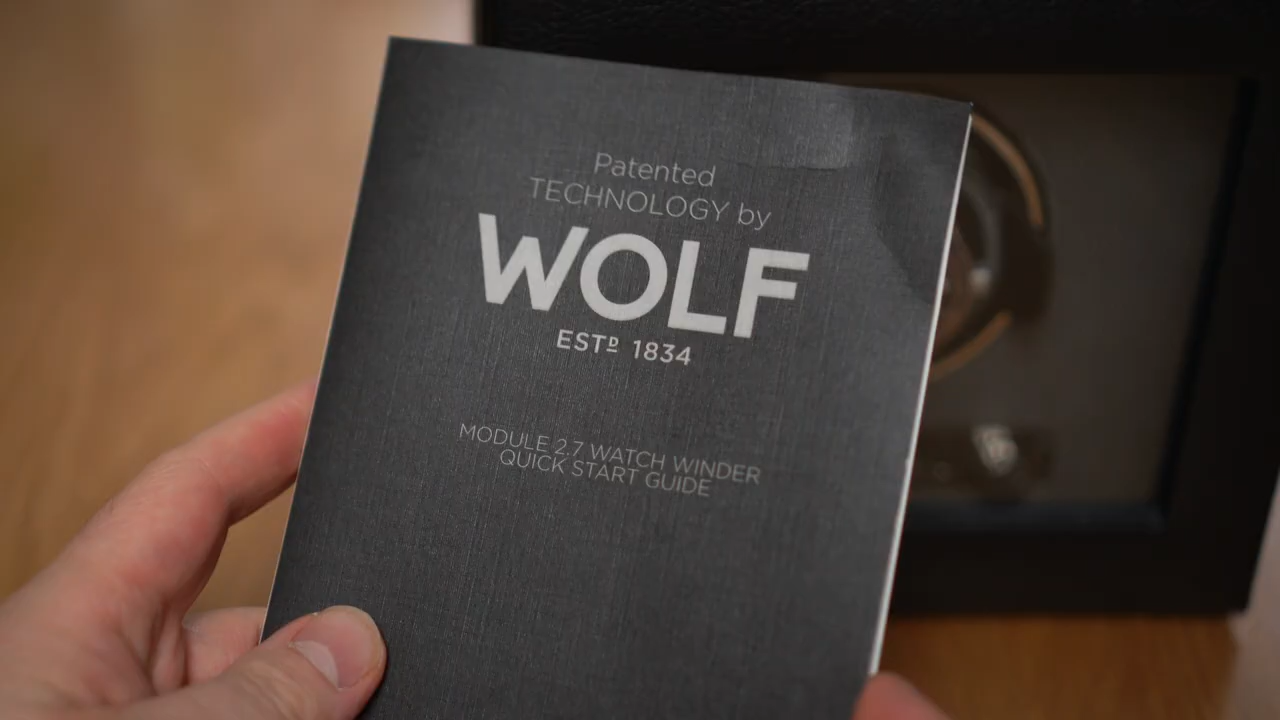 Patented
TECHNOLOGY by
WOLF
ESTᴰ 1834
MODULE 2.7 WATCH WINDER
QUICK START GUIDE